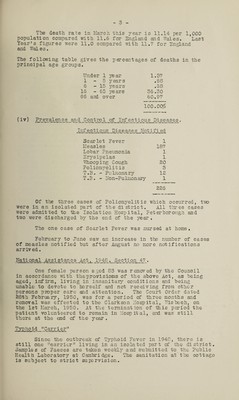 - 3 -
The death rate in March this year is 11.14 per 1,000
population compared with 11.6 for England and Wales. Last
Year's figures were 11.2 compared with 11.7 for England
and Wales.
The following table gives the percentages of deaths in the
principal age groups.
Under 1 year
1 - 5 years .56
5 - 15 years .56
15 - 65 years
65 and over
100.00%
(iv) Prevalence and Control of Infectious Diseases.
Infectious Diseases Notified
Scarlet Fever 1
Measles 197
Lobar Pneumonia 1
Erysipelas 1
Whooping Cough
Poliomyelitis 3
T.B. - Pulmonary
T.B. - Non-Pulmonary 1
Of the three cases of Poliomyelitis which occurred, two
were in an isolated part of the district. All three cases
were admitted to the Isolation Hospital, Peterborough and
two were discharged by the end of the year.
The one case of Scarlet Fever was nursed at home.
February to June saw an increase in the number of cases
of measles notified but after August no more notifications
arrived.
National Assistance Act, 1948. Section 47.
One female person aged 85 was removed by the Council
in accordance with the provisions of the above Act, as being
aged, infirm, living in insanitary conditions and being
unable to devote to herself and not receiving from other
persons proper care and attention. The Court Order dated
28th February, 1950, was for a period of three months and
removal was effected to the Clarkson Hospital, Wisbech, on
the 1st March, 1950. At the termination of this period the
patient volunteered to remain in Hospital, and was still
there at the end of the year.
Typhoid "Carrier"
Since the outbreak of Typhoid Fever in 1947, there is
still one "carrier" living in an isolated part of the district.
Samples of faeces are taken weekly and submitted to the Public
Health Laboratory at Cambridge. The sanitation at the cottage
is subject to strict supervision.